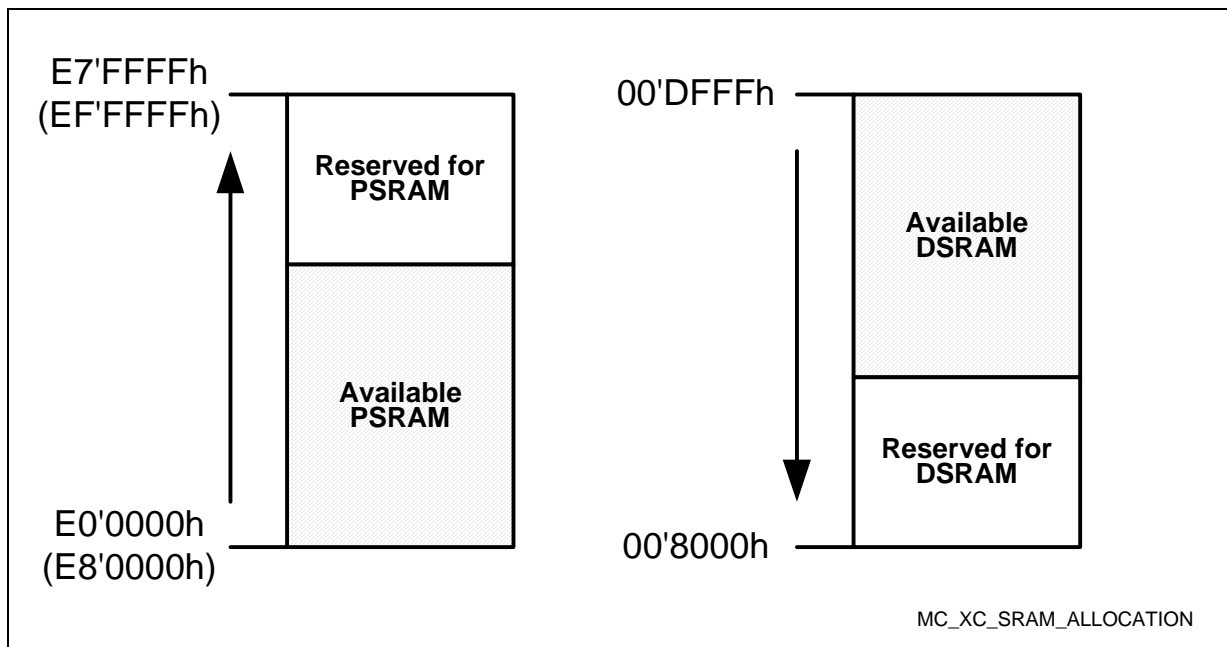 E7'FFFFh
(EF'FFFFh)
Reserved for
PSRAM
Available
PSRAM
E0'0000h
(E8'0000h)
00'DFFFh
Available
DSRAM
Reserved for
DSRAM
00'8000h
MC_XC_SRAM_ALLOCATION